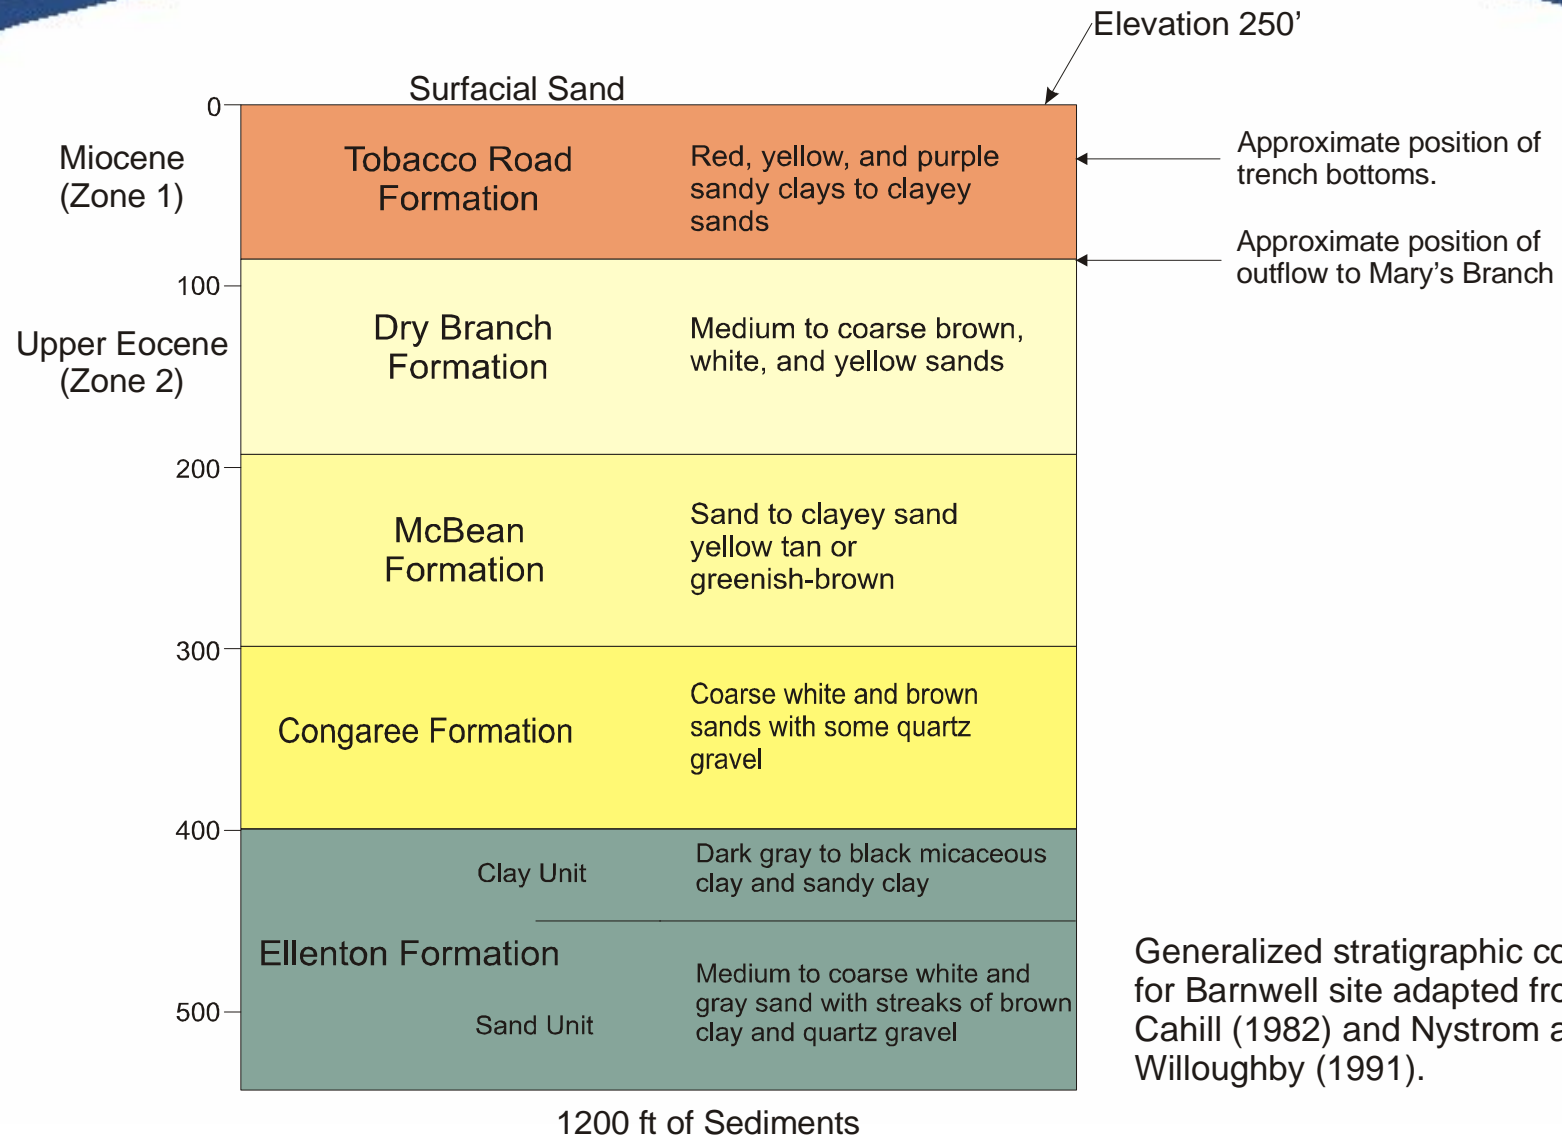 Elevation 250’
Surfacial Sand
0
Miocene
(Zone 1)
Tobacco Road
Formation
Red, yellow, and purple
sandy clays to clayey
sands
Approximate position of
trench bottoms.
Approximate position of
outflow to Mary’s Branch
100
Upper Eocene
(Zone 2)
Dry Branch
Formation
Medium to coarse brown,
white, and yellow sands
200
McBean
Formation
Sand to clayey sand
yellow tan or
greenish-brown
300
Congaree Formation
Coarse white and brown
sands with some quartz
gravel
400
Clay Unit
Dark gray to black micaceous
clay and sandy clay
Ellenton Formation
500
Sand Unit
Medium to coarse white and
gray sand with streaks of brown
clay and quartz gravel
Generalized stratigraphic
for Barnwell site adapted
Cahill (1982) and Nystrom
Willoughby (1991).
1200 ft of Sediments